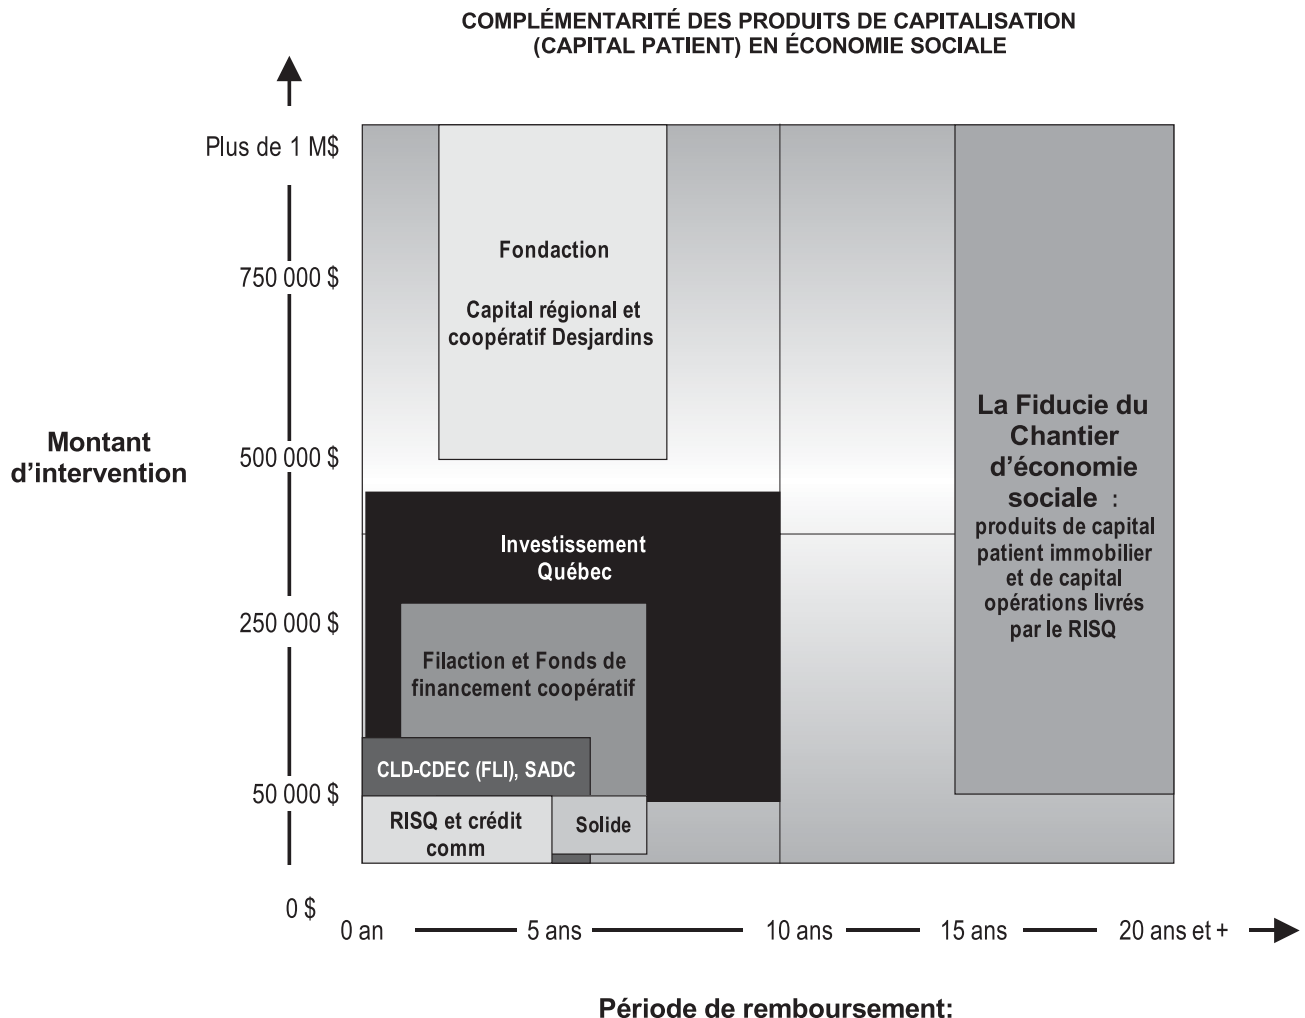 COMPLÉMENTARITÉ DES PRODUITS DE CAPITALISATION
(CAPITAL PATIENT) EN ÉCONOMIE SOCIALE
Plus de 1 M$
750 000 $
500 000 $
250 000 $
50 000 $
0 $
Montant
d'intervention
Fondaction
Capital régional et
coopératif Desjardins
Investissement
Québec
Filaction et Fonds de
financement coopératif
CLD-CDEC (FLI), SADC
RISQ et crédit
comm
Solide
La Fiducie du
Chantier
d'économie
sociale :
produits de capital
patient immobilier
et de capital
opérations livrés
par le RISQ
0 an
5 ans
10 ans
15 ans
20 ans et +
Période de remboursement: